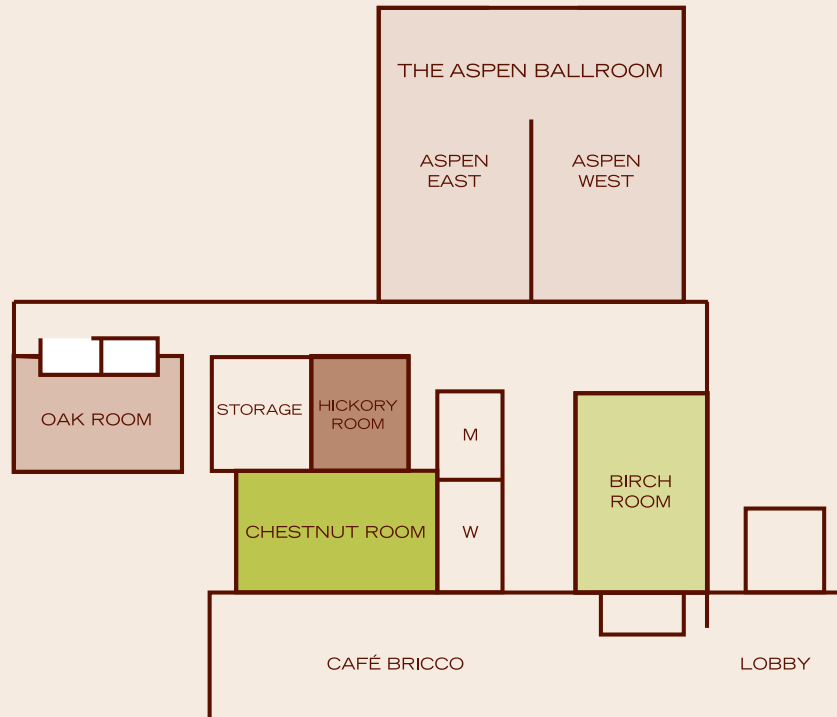 THE ASPEN BALLROOM
ASPEN
EAST
ASPEN
WEST
OAK ROOM
STORAGE
HICKORY
ROOM
M
BIRCH
ROOM
CHESTNUT ROOM
W
CAFÉ BRICCO
LOBBY